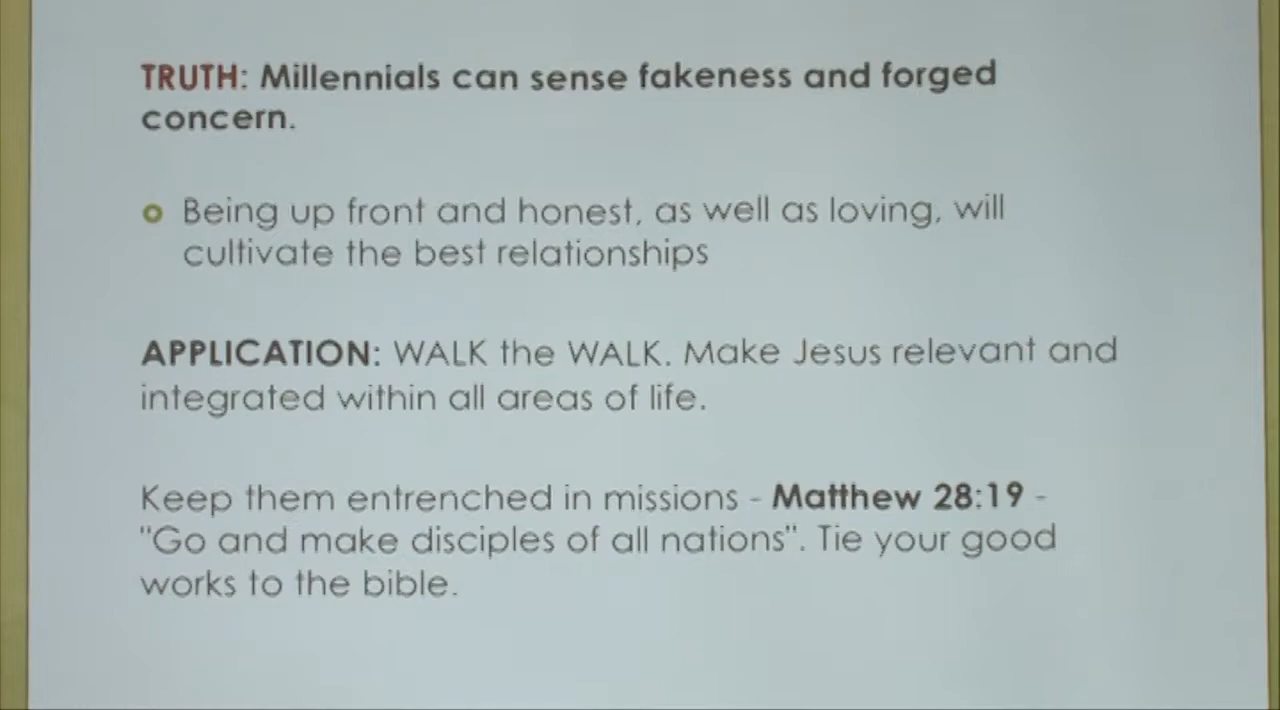 TRUTH: Millennials can sense fakeness and forged
concern.
Being up front and honest, as well as loving, will
cultivate the best relationships
APPLICATION: WALK the WALK. Make Jesus relevant and
integrated within all areas of life.
Keep them entrenched in missions - Matthew 28:19 -
"Go and make disciples of all nations". Tie your good
works to the bible.